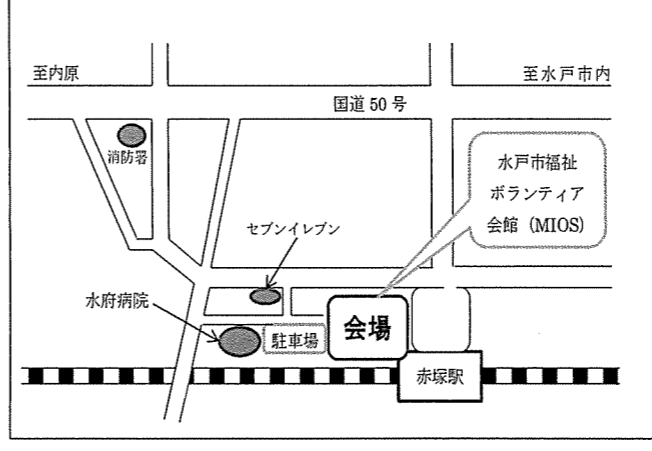 至内原
至水戸市内
国道50号
消防署
水戸市福祉
ボランティア
会館（MIOS）
セブンイレブン
水府病院
駐車場
会場
赤塚駅